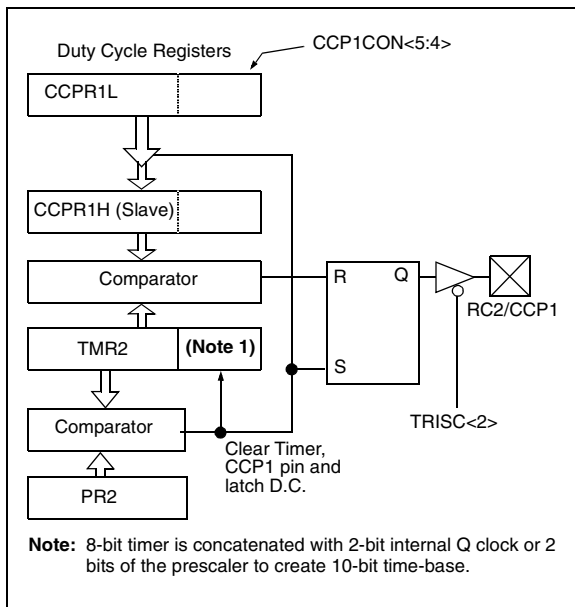 Duty Cycle Registers
CCP1CON<5:4>
CCPR1L
CCPR1H (Slave)
Comparator
R
Q
RC2/CCP1
TMR2
(Note 1)
S
TRISC<2>
Comparator
Clear Timer,
CCP1 pin and
latch D.C.
PR2
Note: 8-bit timer is concatenated with 2-bit internal Q clock or 2
bits of the prescaler to create 10-bit time-base.